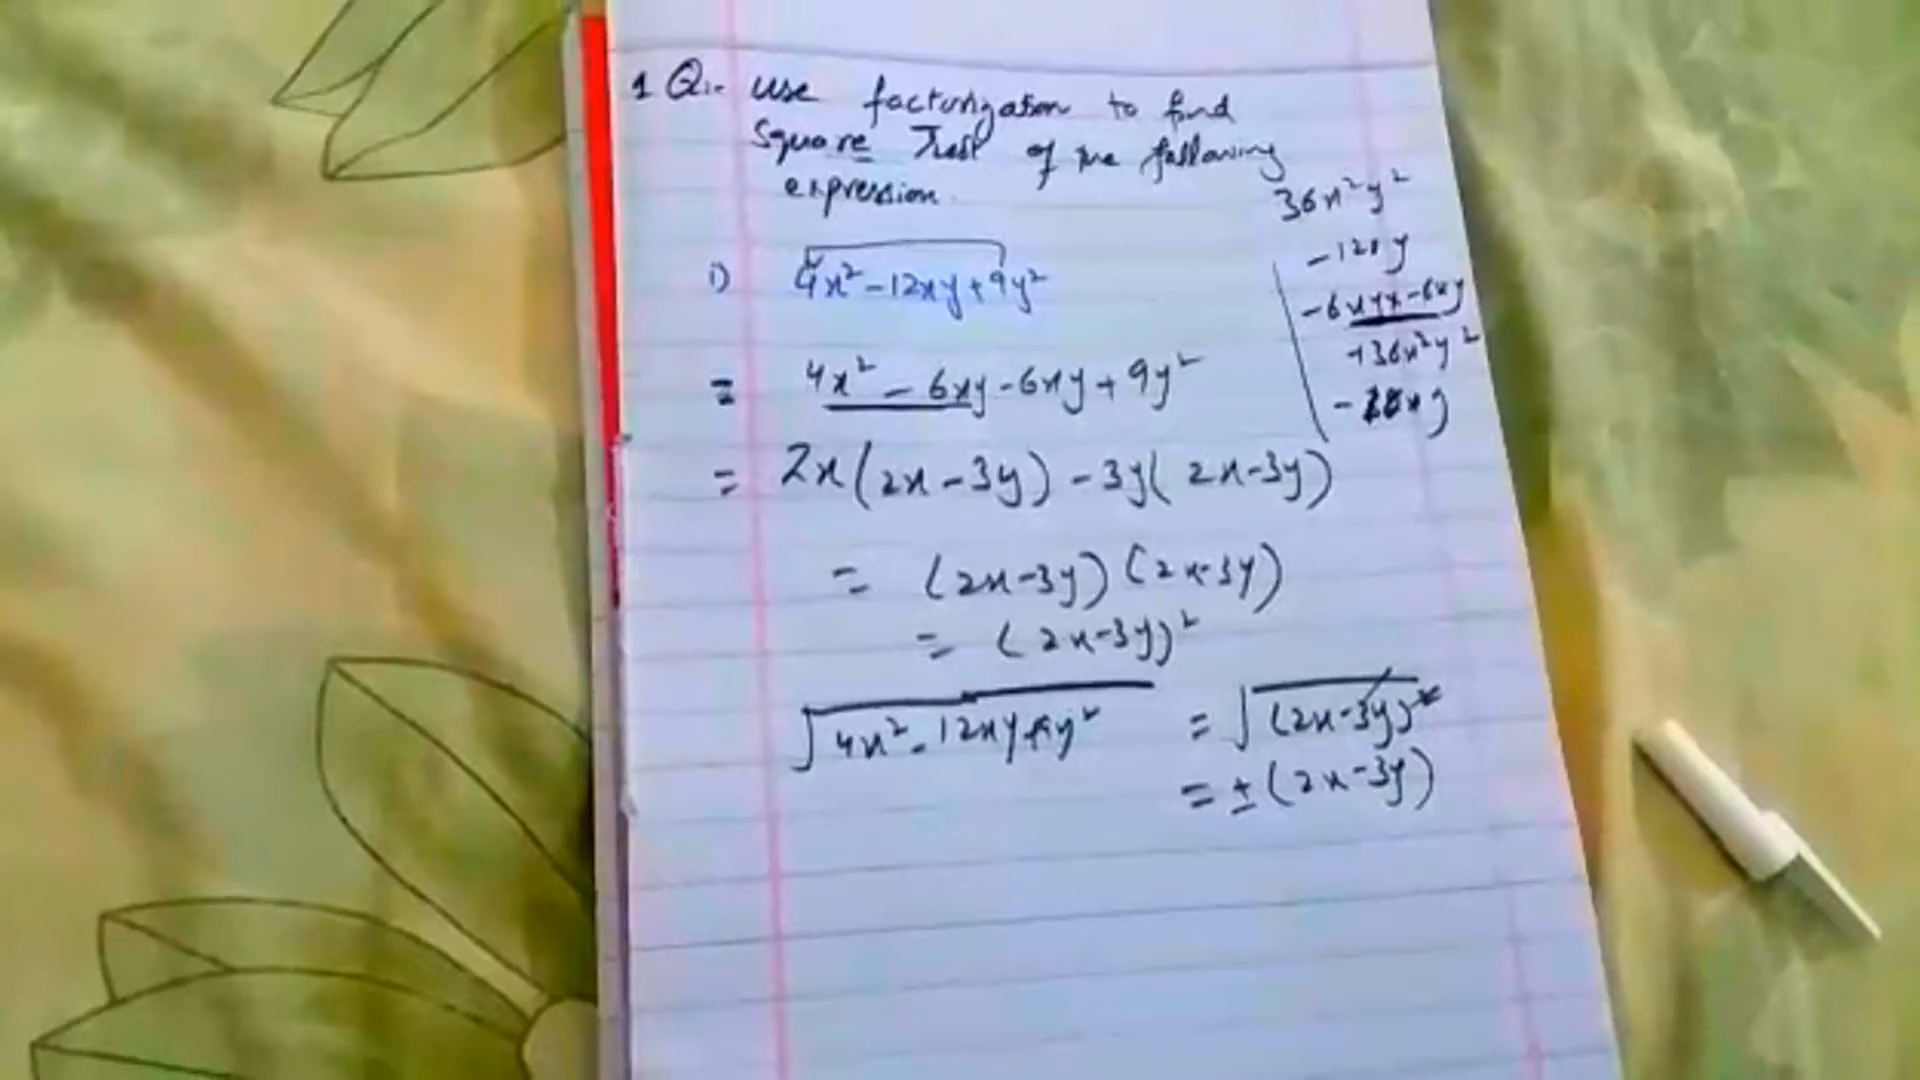 1 Q:- Use factorization to find
square root of the following
expression.
i) 4x² - 12xy + 9y²
= 4x² - 6xy - 6xy + 9y²
= 2x(2x - 3y) - 3y(2x - 3y)
= (2x - 3y)(2x - 3y)
= (2x - 3y)²
√4x² - 12xy + 9y² = √(2x - 3y)²
= ± (2x - 3y)
36x²y²
- 12xy
+36x²y²